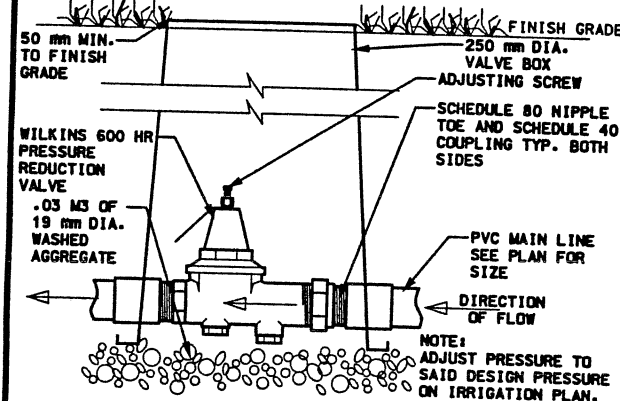 FINISH GRADE
50 mm MIN.
TO FINISH
GRADE
250 mm DIA.
VALVE BOX
ADJUSTING SCREW
SCHEDULE 80 NIPPLE
TOE AND SCHEDULE 40
COUPLING TYP. BOTH
SIDES
WILKINS 600 HR
PRESSURE
REDUCTION
VALVE
.03 M3 OF
19 mm DIA.
WASHED
AGGREGATE
PVC MAIN LINE
SEE PLAN FOR
SIZE
DIRECTION
OF FLOW
NOTE:
ADJUST PRESSURE TO
SAID DESIGN PRESSURE
ON IRRIGATION PLAN.